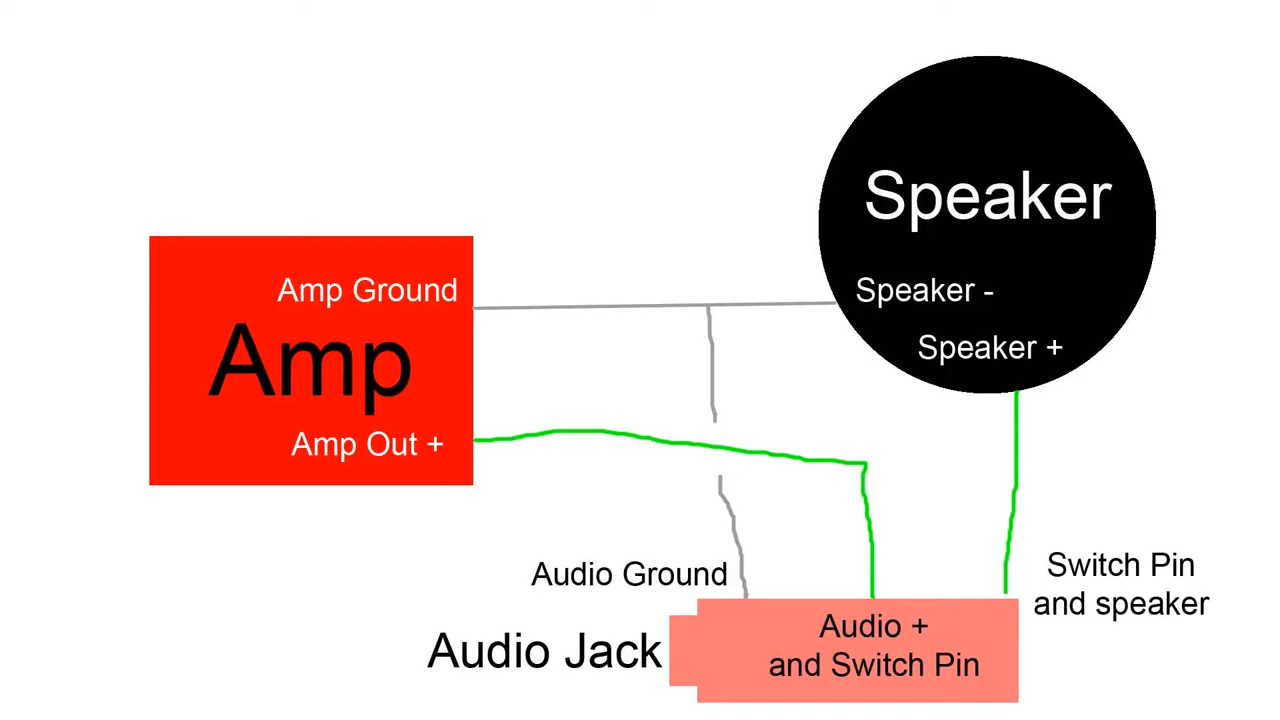 Speaker
Amp Ground
Speaker -
Speaker +
Amp
Amp Out +
Audio Ground
Switch Pin
and speaker
Audio Jack
Audio +
and Switch Pin